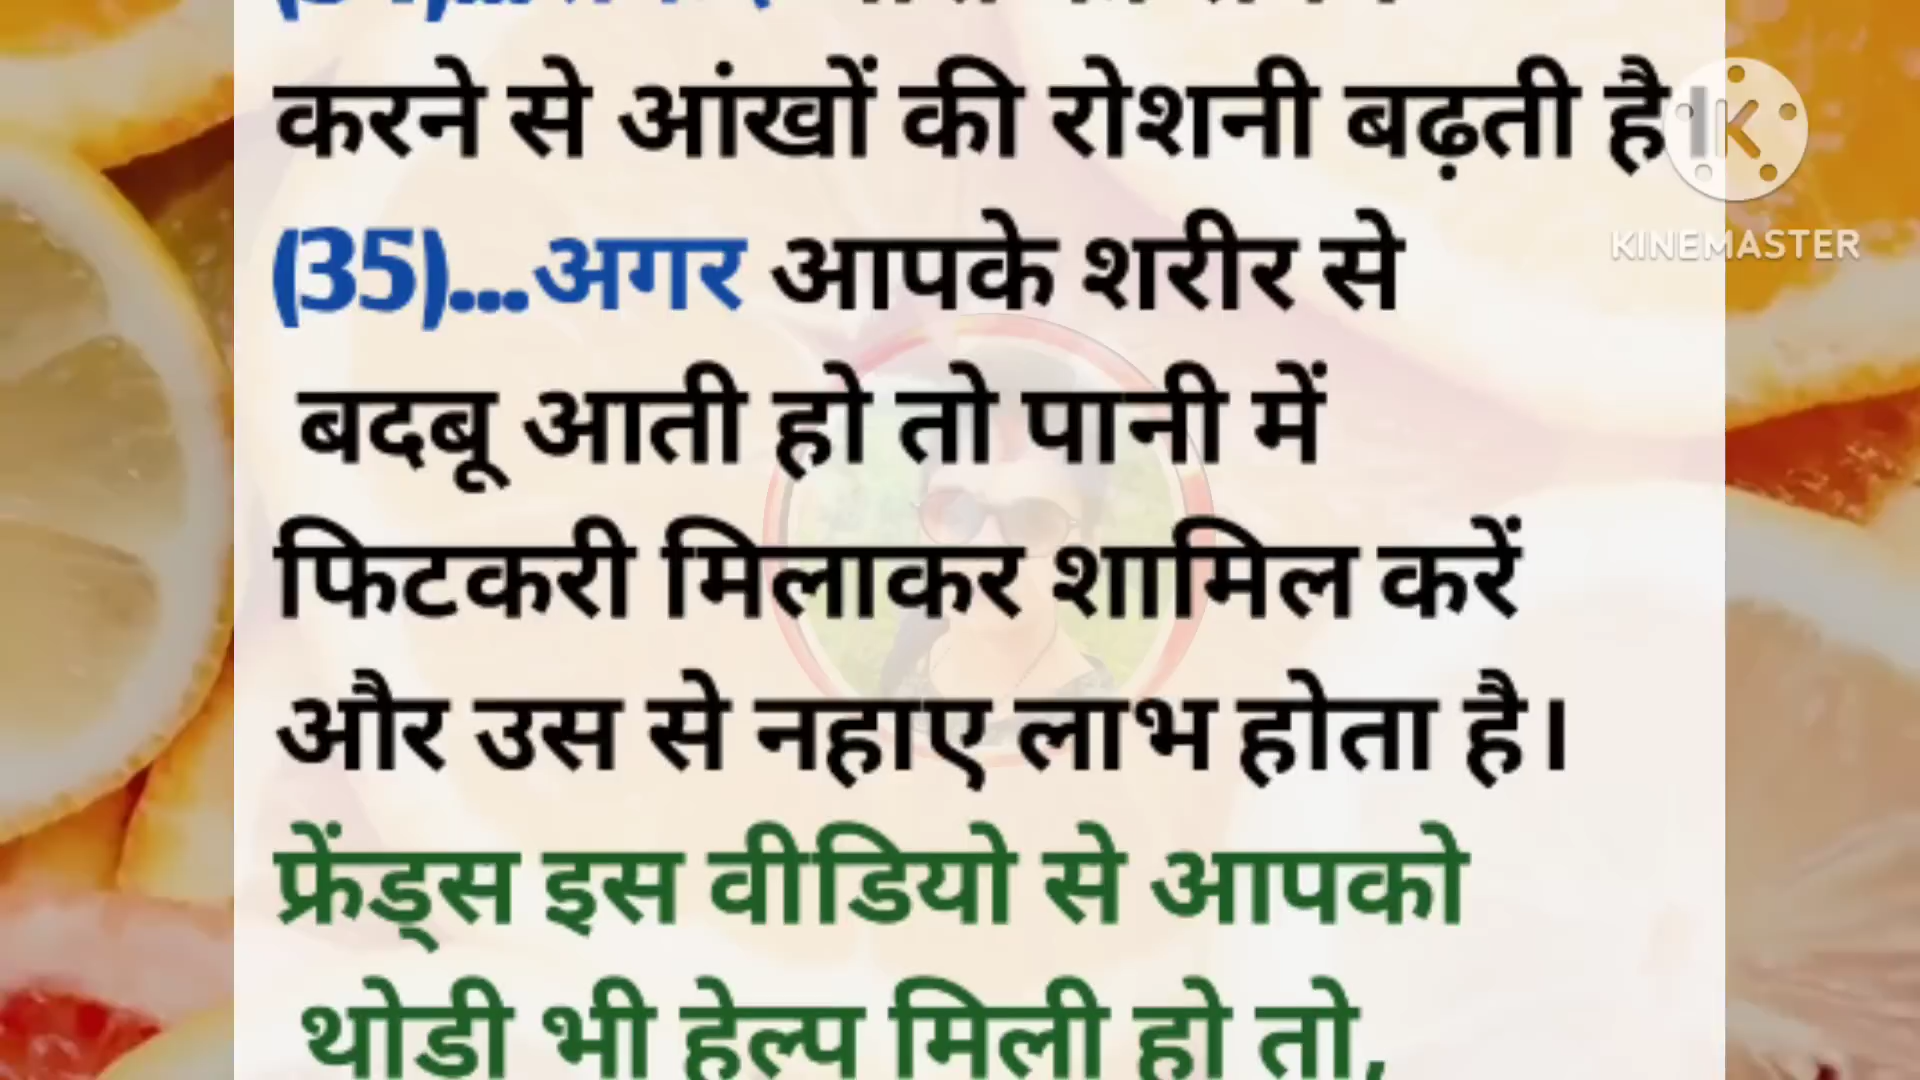 करने से आंखों की रोशनी बढ़ती है।
(35)...अगर आपके शरीर से
बदबू आती हो तो पानी में
फिटकरी मिलाकर शामिल करें
और उस से नहाए लाभ होता है।
फ्रेंड्स इस वीडियो से आपको
थोडी भी हेल्प मिली हो तो,
KINEMASTER